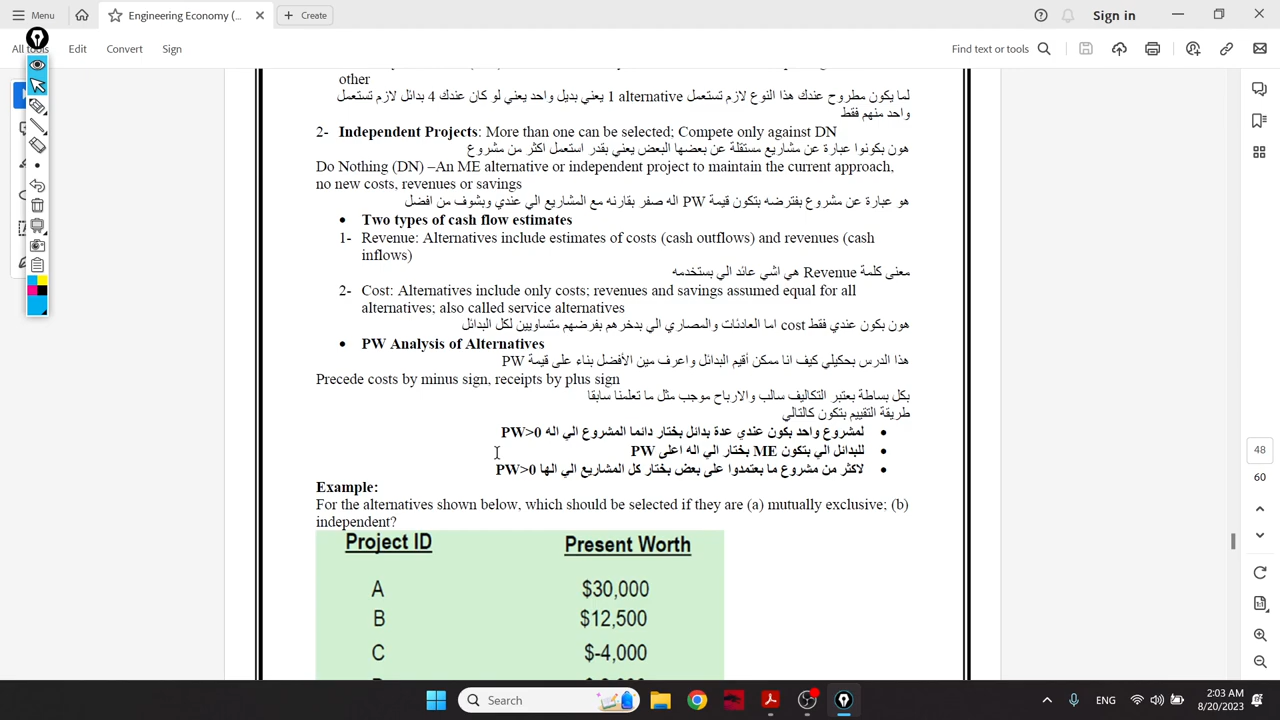 Menu
Engineering Economy (...
Create
Sign in
All tools
Edit
Convert
Sign
Find text or tools
other
لما يكون مطروح عندك هذا النوع لازم تستعمل 1 alternative يعني بديل واحد يعني لو كان عندك 4 بدائل لازم تستعمل
واحد منهم فقط
2- Independent Projects: More than one can be selected; Compete only against DN
هون بكونوا عبارة عن مشاريع مستقلة عن بعضها البعض يعني بقدر استعمل اكثر من مشروع
Do Nothing (DN) –An ME alternative or independent project to maintain the current approach,
no new costs, revenues or savings
هو عبارة عن مشروع بفترضه بتكون قيمة PW اله صفر بقارنه مع المشاريع الي عندي وبشوف من افضل
• Two types of cash flow estimates
1- Revenue: Alternatives include estimates of costs (cash outflows) and revenues (cash
inflows)
معنى كلمة Revenue هي اشي عائد الي بستخدمه
2- Cost: Alternatives include only costs; revenues and savings assumed equal for all
alternatives; also called service alternatives
هون بكون عندي فقط cost اما العادئات والمصاري الي بدخرهم بفرضهم متساويين لكل البدائل
• PW Analysis of Alternatives
هذا الدرس بحكيلي كيف انا ممكن أقيم البدائل واعرف مين الأفضل بناء على قيمة PW
Precede costs by minus sign, receipts by plus sign
بكل بساطة بعتبر التكاليف سالب والارباح موجب مثل ما تعلمنا سابقا
طريقة التقييم بتكون كالتالي
• لمشروع واحد بكون عندي عدة بدائل بختار دائما المشروع الي اله PW>0
• للبدائل الي بتكون ME بختار الي اله اعلى PW
• لاكثر من مشروع ما بعتمدوا على بعض بختار كل المشاريع الي الها PW>0
Example:
For the alternatives shown below, which should be selected if they are (a) mutually exclusive; (b)
independent?
Project ID Present Worth
A $30,000
B $12,500
C $-4,000
48
60
Search
ENG
2:03 AM
8/20/2023